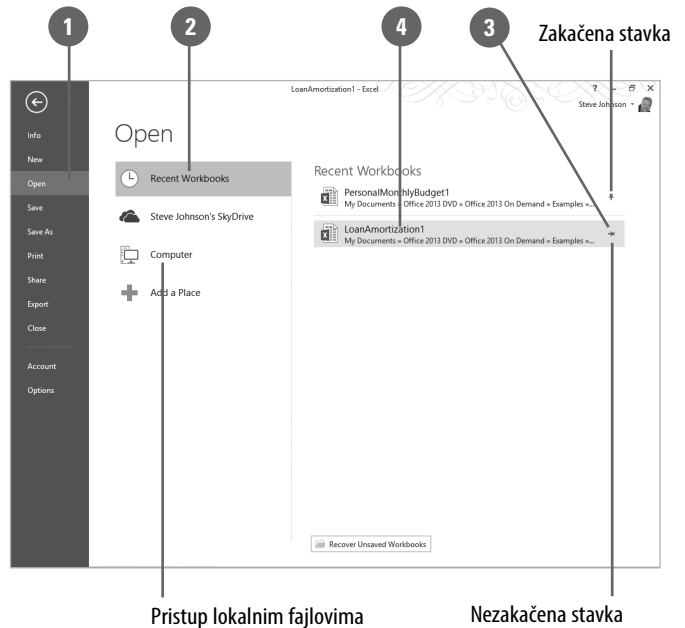 1
2
4
3
Zakačena stavka
LoanAmortization1 - Excel
?
Steve Johnson
Info
New
Open
Save
Save As
Print
Share
Export
Close
Account
Options
Open
Recent Workbooks
Steve Johnson's SkyDrive
Computer
Add a Place
Recent Workbooks
PersonalMonthlyBudget1
My Documents » Office 2013 DVD » Office 2013 On Demand » Examples »...
LoanAmortization1
My Documents » Office 2013 DVD » Office 2013 On Demand » Examples »...
Recover Unsaved Workbooks
Pristup lokalnim fajlovima
Nezakačena stavka